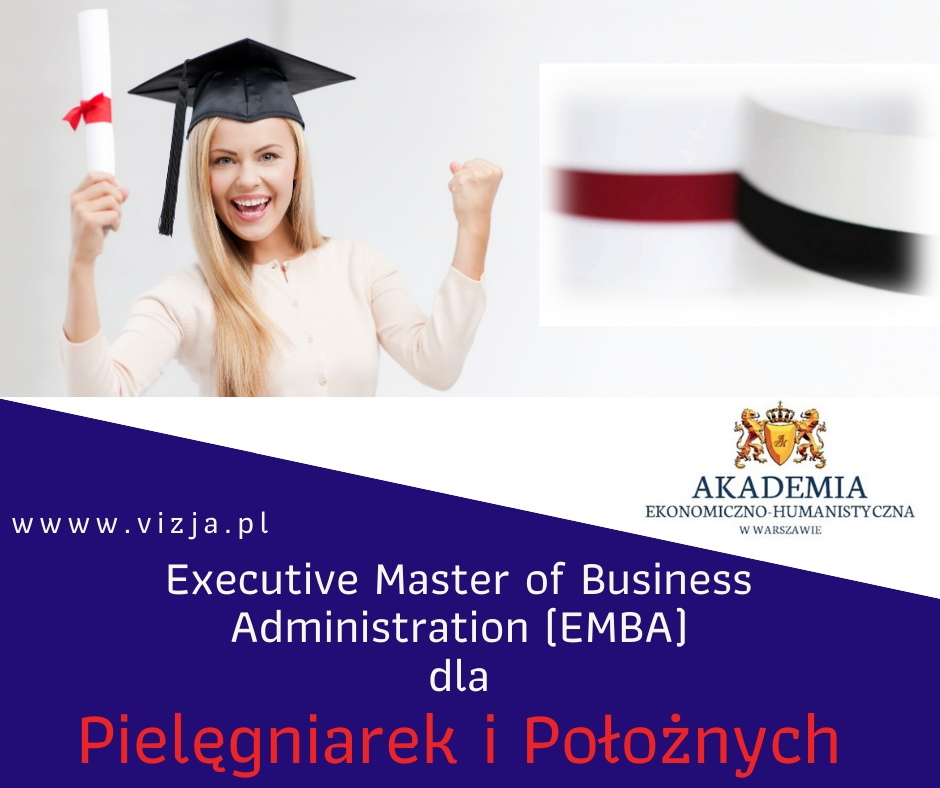 AKADEMIA
EKONOMICZNO-HUMANISTYCZNA
W WARSZAWIE
wwww.vizja.pl
Executive Master of Business
Administration (EMBA)
dla
Pielęgniarek i Położnych